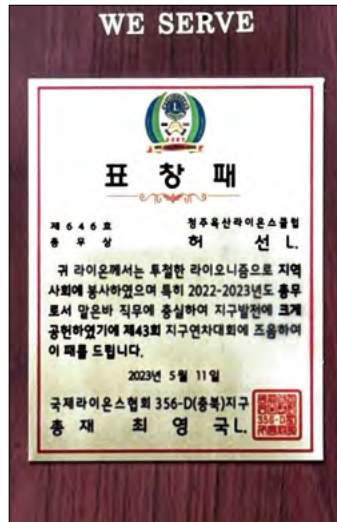 WE SERVE
표 창 패
제 6 4 6 호
총 무 상
청주옥산라이온스클럽
허 선 L.
귀 라이온께서는 투철한 라이오니즘으로 지역
사회에 봉사하였으며 특히 2022-2023년도 총무
로서 맡은바 직무에 충실하여 지구발전에 크게
공헌하였기에 제43회 지구연차대회에 즈음하여
이 패를 드립니다.
2023년 5월 11일
국제라이온스협회 356-D(충북)지구
총 재 최 영 국 L.
356-D